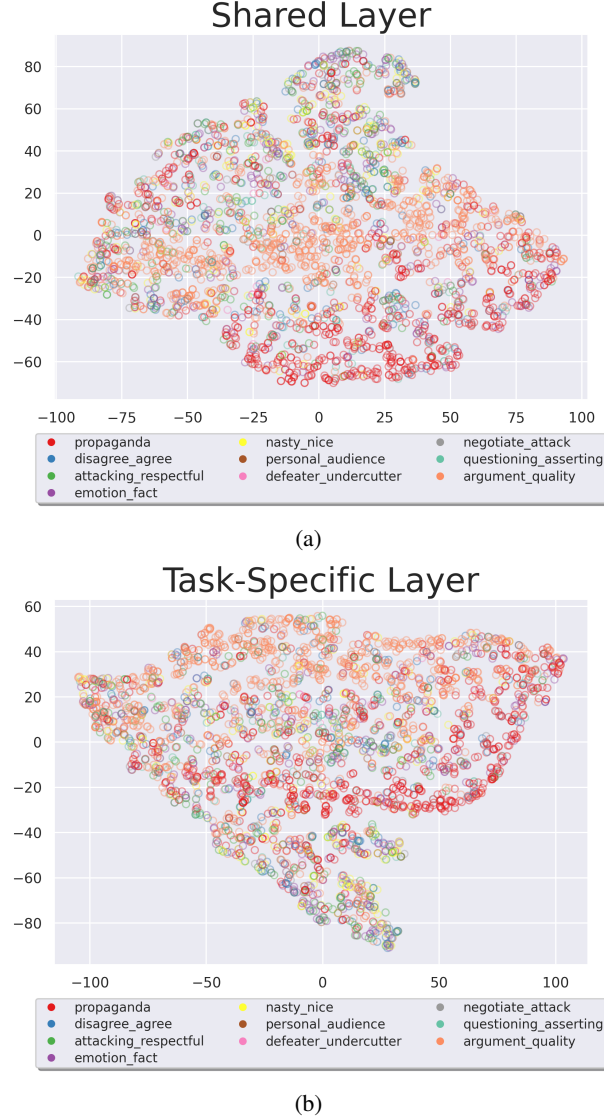 Shared Layer
80
60
40
20
0
−20
−40
−60
−100 −75 −50 −25 0 25 50 75 100
propaganda nasty_nice negotiate_attack
disagree_agree personal_audience questioning_asserting
attacking_respectful defeater_undercutter argument_quality
emotion_fact
(a)
Task-Specific Layer
60
40
20
0
−20
−40
−60
−80
−100 −50 0 50 100
propaganda nasty_nice negotiate_attack
disagree_agree personal_audience questioning_asserting
attacking_respectful defeater_undercutter argument_quality
emotion_fact
(b)